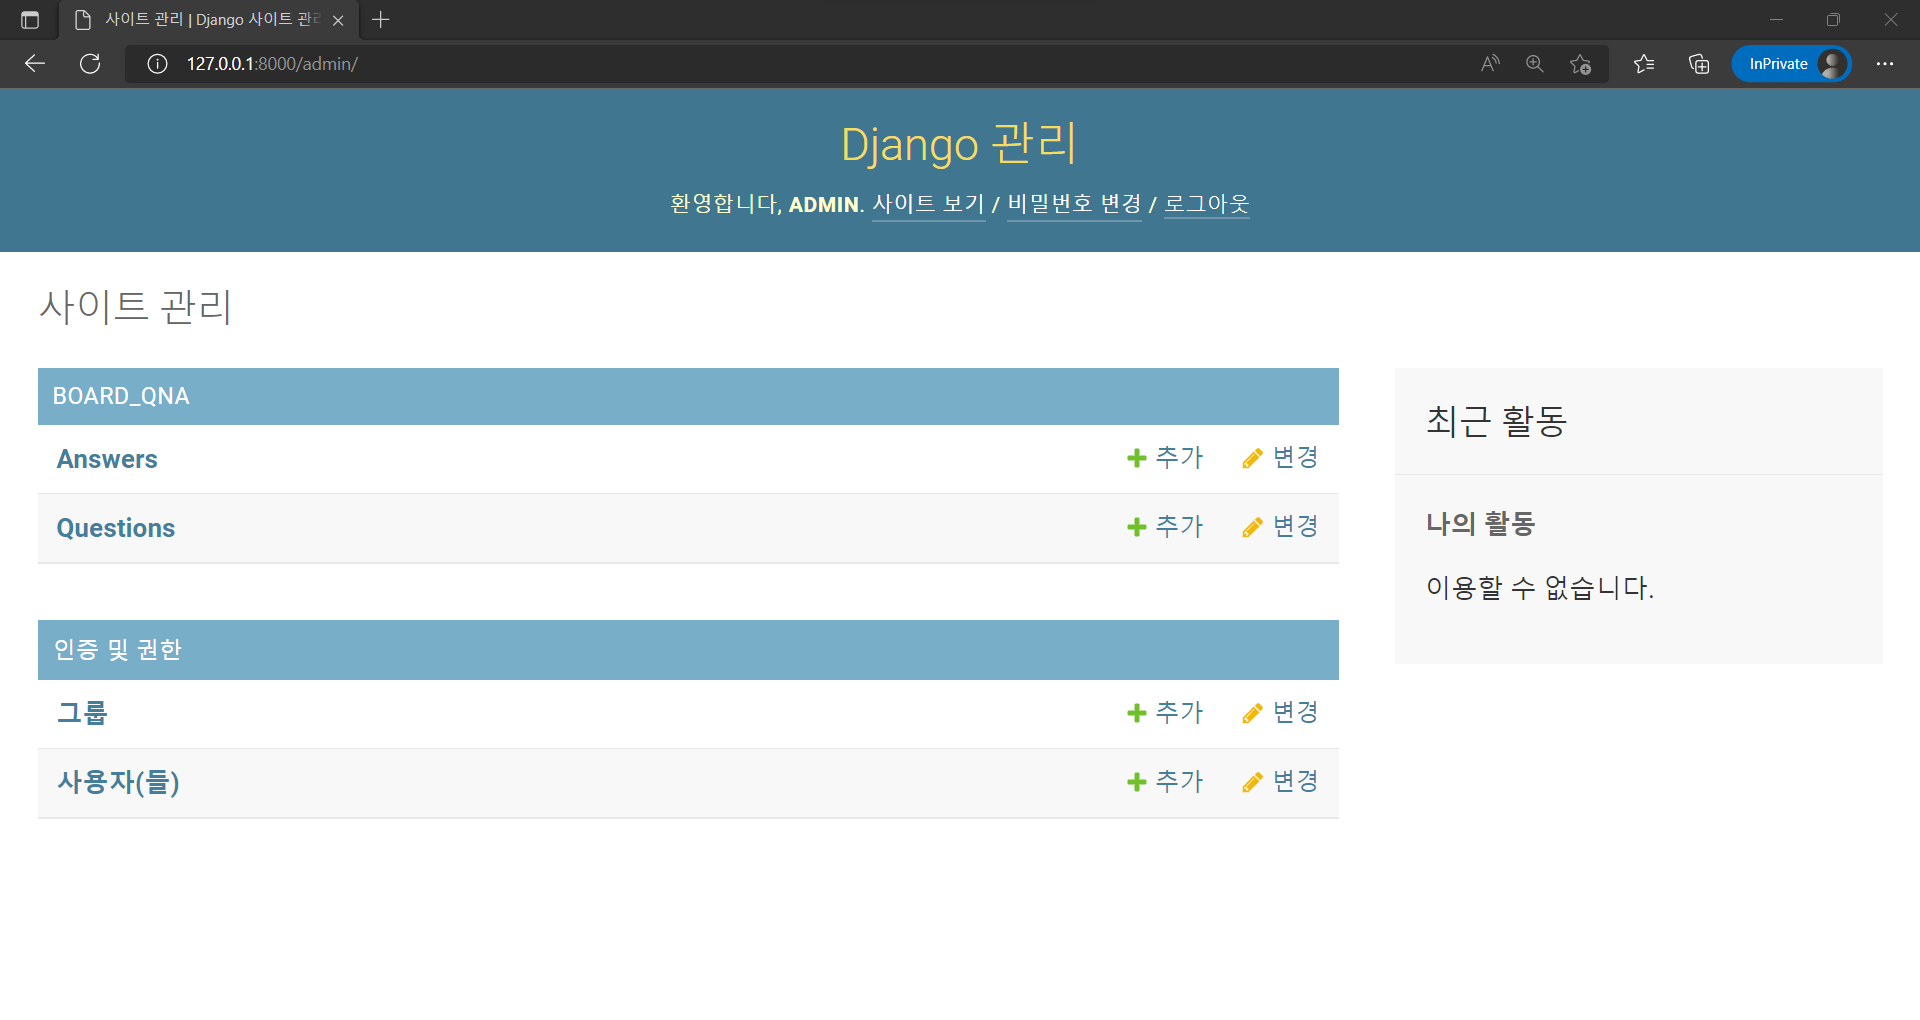 사이트 관리 | Django 사이트 관리
127.0.0.1:8000/admin/
InPrivate
Django 관리
환영합니다, ADMIN. 사이트 보기 / 비밀번호 변경 / 로그아웃
사이트 관리
BOARD_QNA
Answers 추가 변경
Questions 추가 변경
인증 및 권한
그룹 추가 변경
사용자(들) 추가 변경
최근 활동
나의 활동
이용할 수 없습니다.